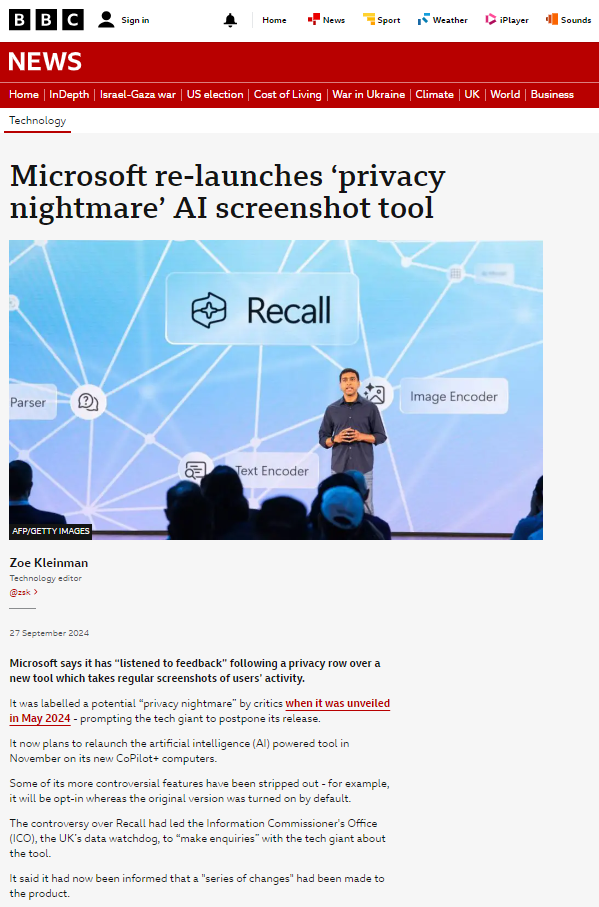 BBC
Sign in
Home
News
Sport
Weather
iPlayer
Sounds
NEWS
Home
InDepth
Israel-Gaza war
US election
Cost of Living
War in Ukraine
Climate
UK
World
Business
Technology
Microsoft re-launches ‘privacy
nightmare’ AI screenshot tool
Recall
Parser
Image Encoder
Text Encoder
AFP/GETTY IMAGES
Zoe Kleinman
Technology editor
@zsk
27 September 2024
Microsoft says it has “listened to feedback” following a privacy row over a
new tool which takes regular screenshots of users’ activity.
It was labelled a potential “privacy nightmare” by critics when it was unveiled
in May 2024 - prompting the tech giant to postpone its release.
It now plans to relaunch the artificial intelligence (AI) powered tool in
November on its new CoPilot+ computers.
Some of its more controversial features have been stripped out - for example,
it will be opt-in whereas the original version was turned on by default.
The controversy over Recall had led the Information Commissioner's Office
(ICO), the UK’s data watchdog, to “make enquiries” with the tech giant about
the tool.
It said it had now been informed that a "series of changes" had been made to
the product.